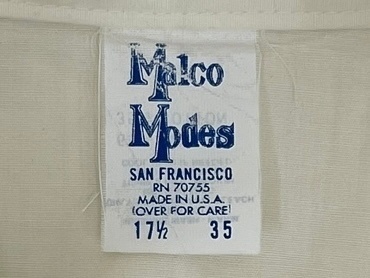 Malco
Modes
SAN FRANCISCO
RN 70755
MADE IN U.S.A.
(OVER FOR CARE)
17½ 35